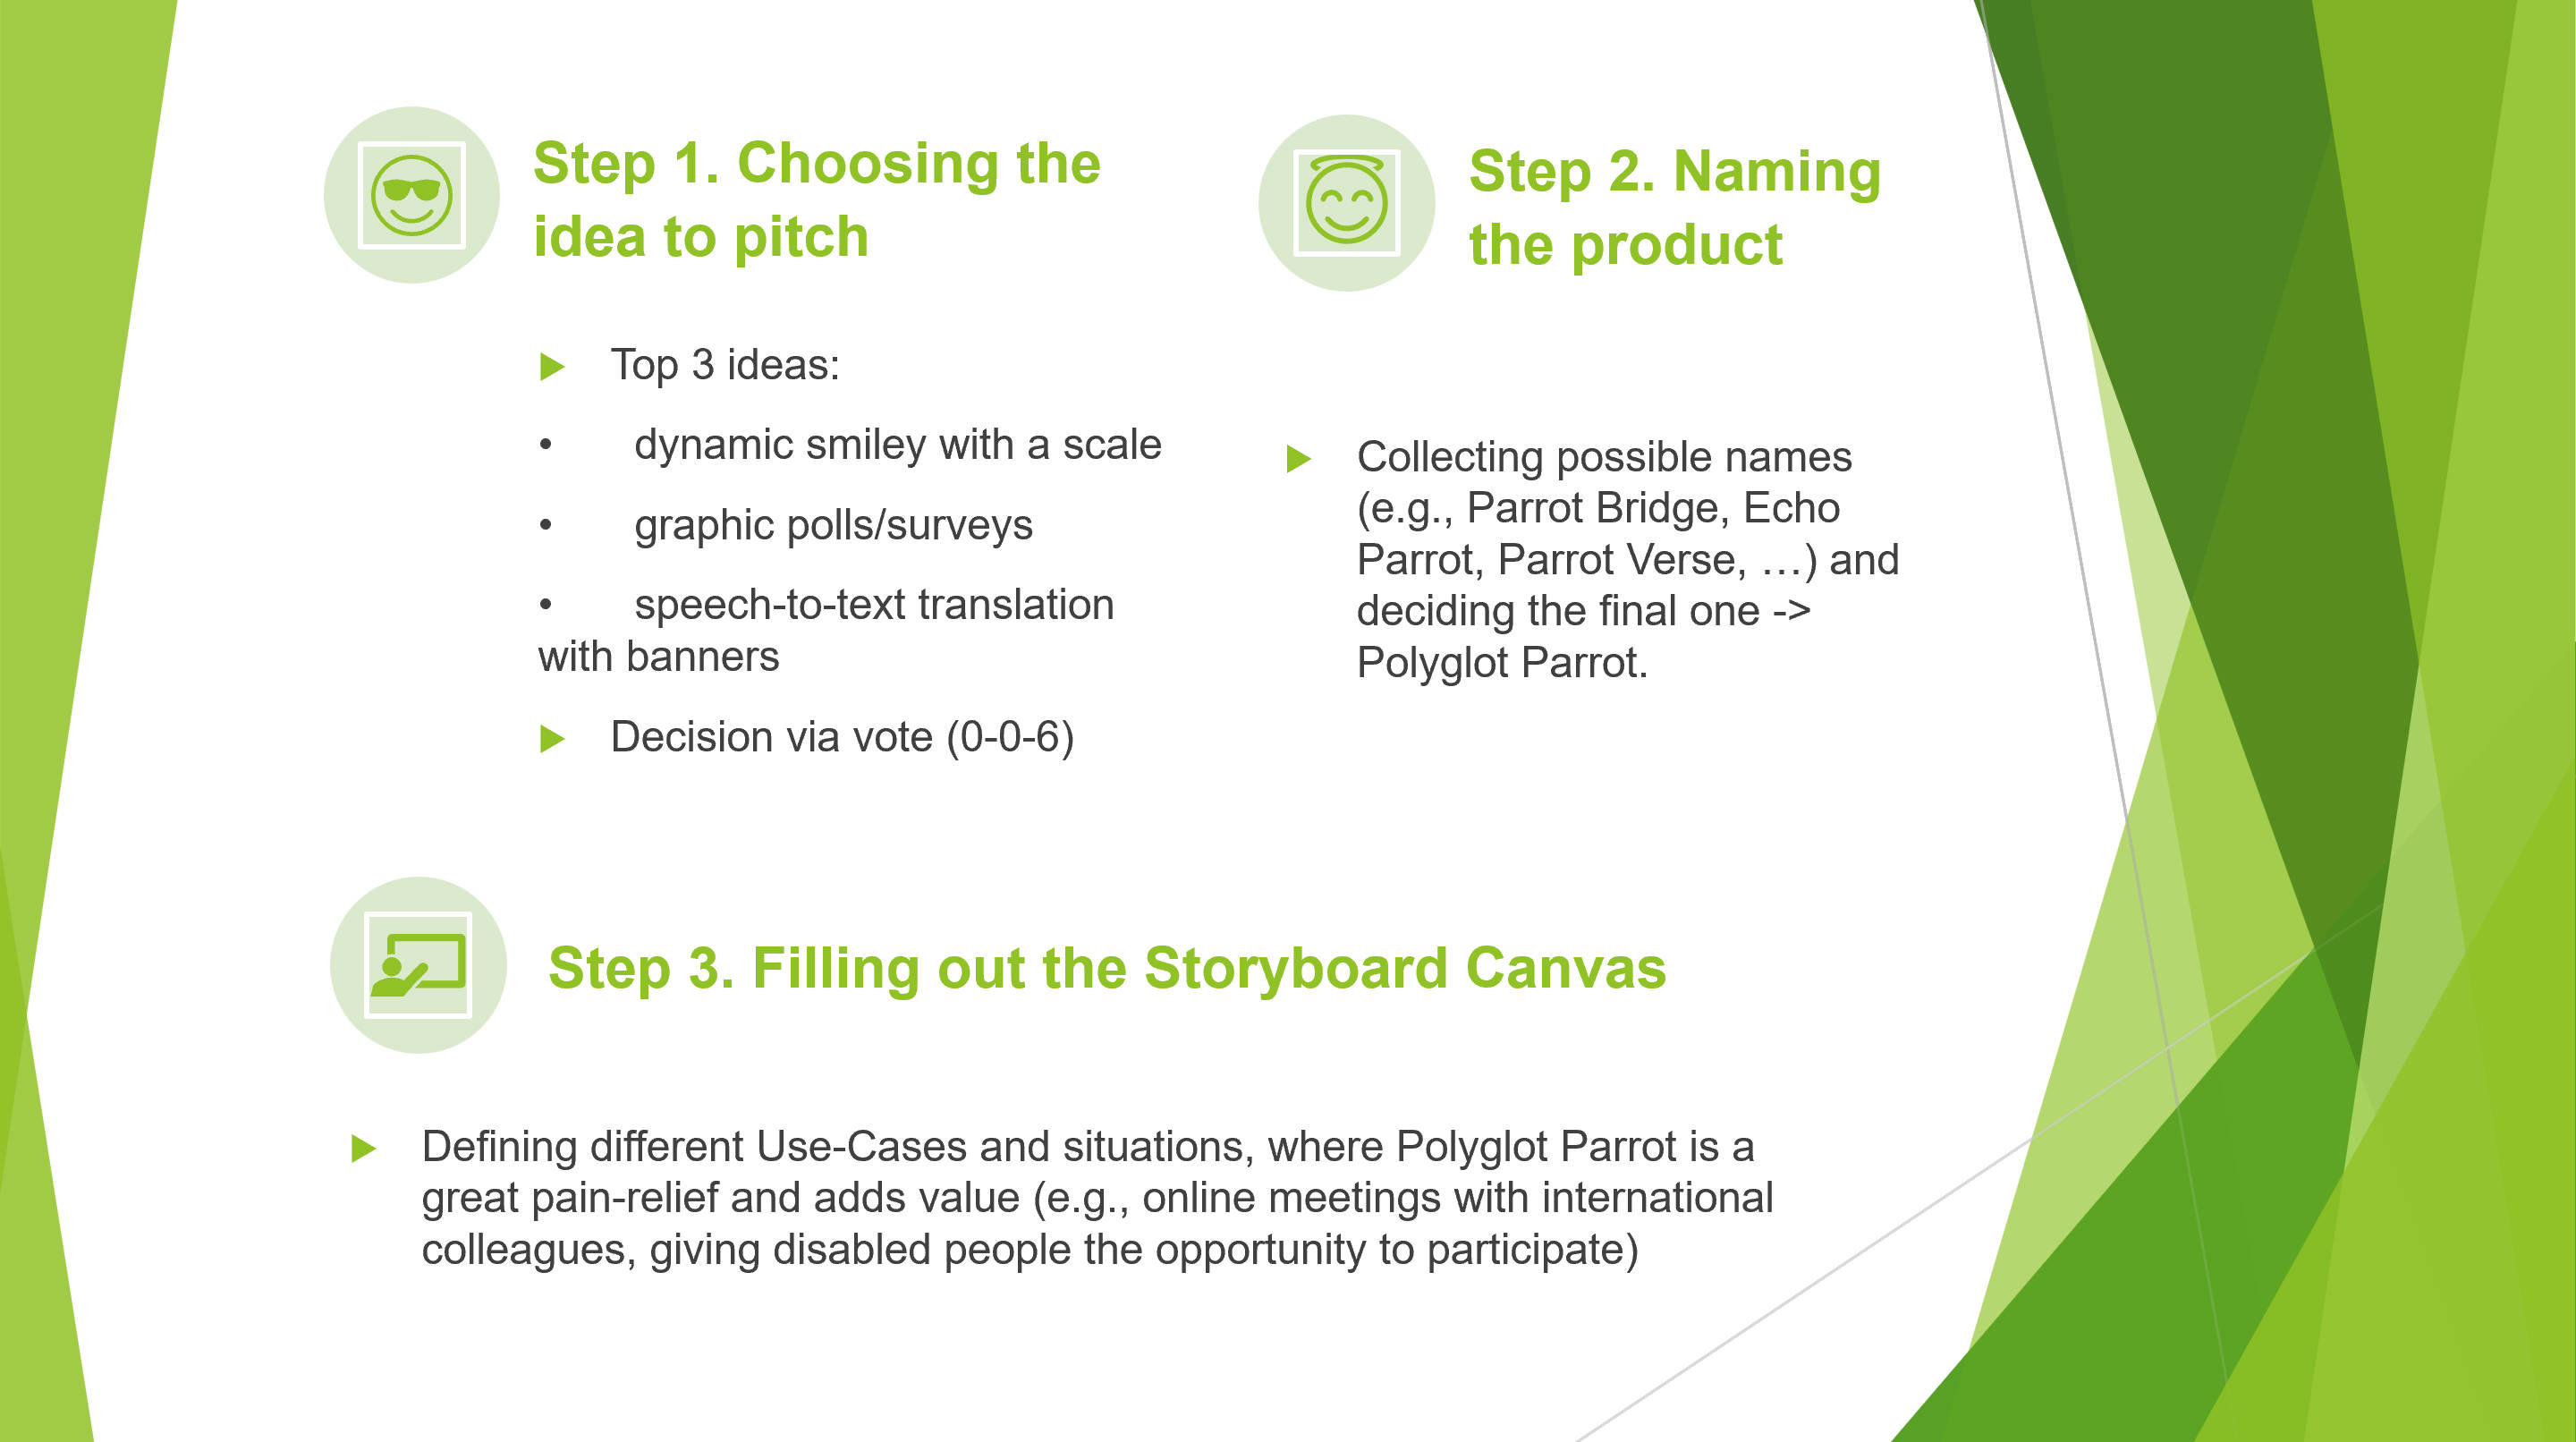 Step 1. Choosing the
idea to pitch
▶ Top 3 ideas:
• dynamic smiley with a scale
• graphic polls/surveys
• speech-to-text translation
with banners
▶ Decision via vote (0-0-6)
Step 2. Naming
the product
▶ Collecting possible names
(e.g., Parrot Bridge, Echo
Parrot, Parrot Verse, …) and
deciding the final one ->
Polyglot Parrot.
Step 3. Filling out the Storyboard Canvas
▶ Defining different Use-Cases and situations, where Polyglot Parrot is a
great pain-relief and adds value (e.g., online meetings with international
colleagues, giving disabled people the opportunity to participate)